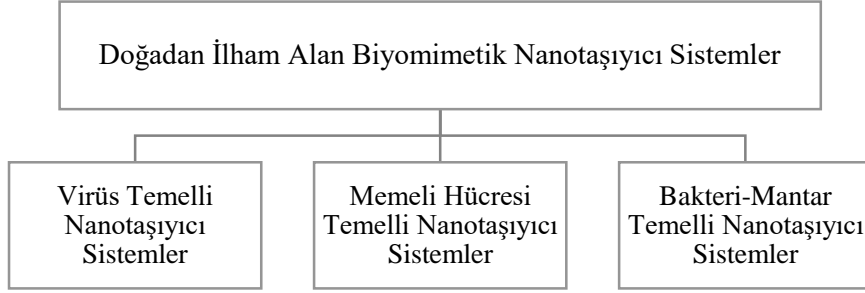 Doğadan İlham Alan Biyomimetik Nanotaşıyıcı Sistemler
Virüs Temelli
Nanotaşıyıcı
Sistemler
Memeli Hücresi
Temelli Nanotaşıyıcı
Sistemler
Bakteri-Mantar
Temelli Nanotaşıyıcı
Sistemler